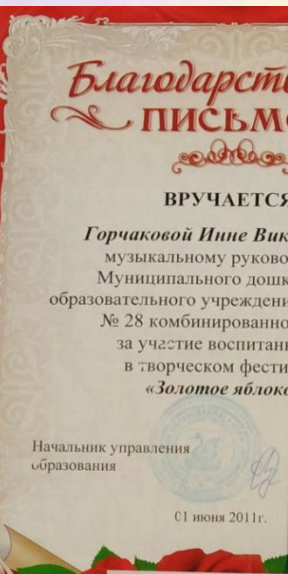 Благодарст
ПИСЬМ
ВРУЧАЕТСЯ
Горчаковой Инне Вик
музыкальному руково
Муниципального дошк
образовательного учреждени
№ 28 комбинированно
за участие воспитан
в творческом фести
«Золотое яблок
Начальник управления
образования
01 июня 2011г.